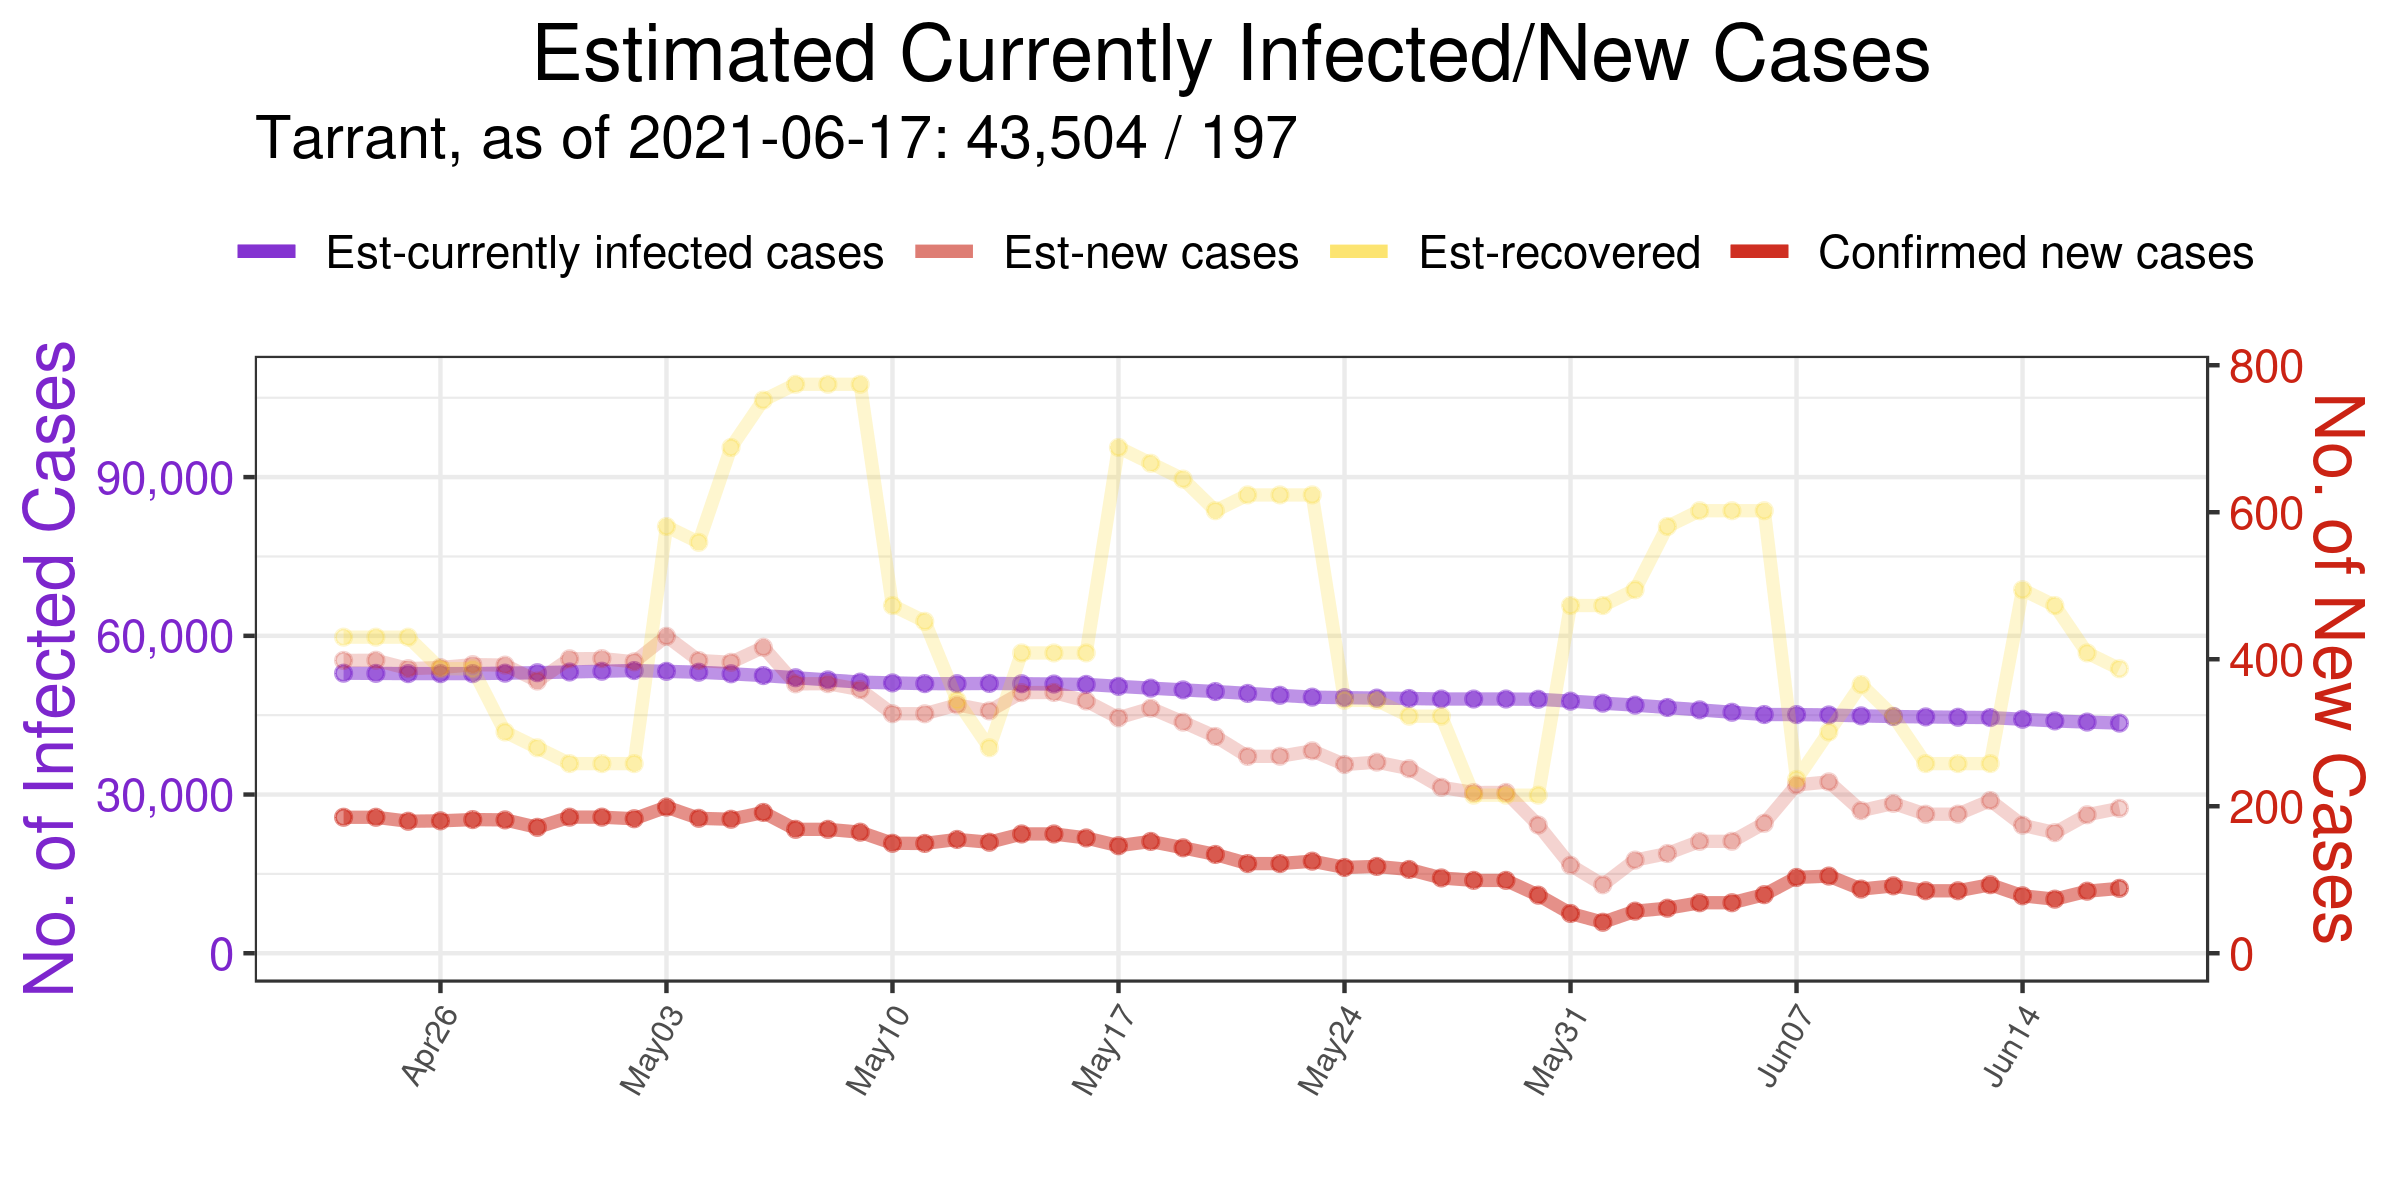 Estimated Currently Infected/New Cases
Tarrant, as of 2021-06-17: 43,504 / 197
Est-currently infected cases Est-new cases Est-recovered Confirmed new cases
No. of Infected Cases
90,000
60,000
30,000
0
800
600
400
200
0
No. of New Cases
Apr26 May03 May10 May17 May24 May31 Jun07 Jun14